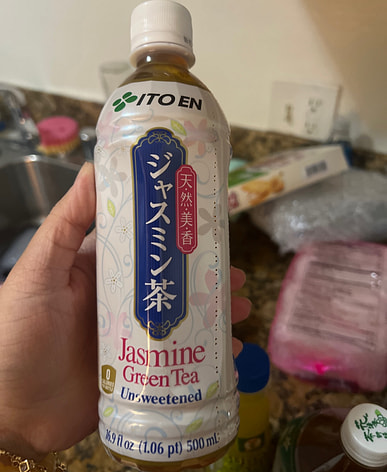 ITO EN
ジャスミン茶
天然・美・香
Jasmine
Green Tea
Unsweetened
0
16.9 fl oz (1.06 pt) 500 mL